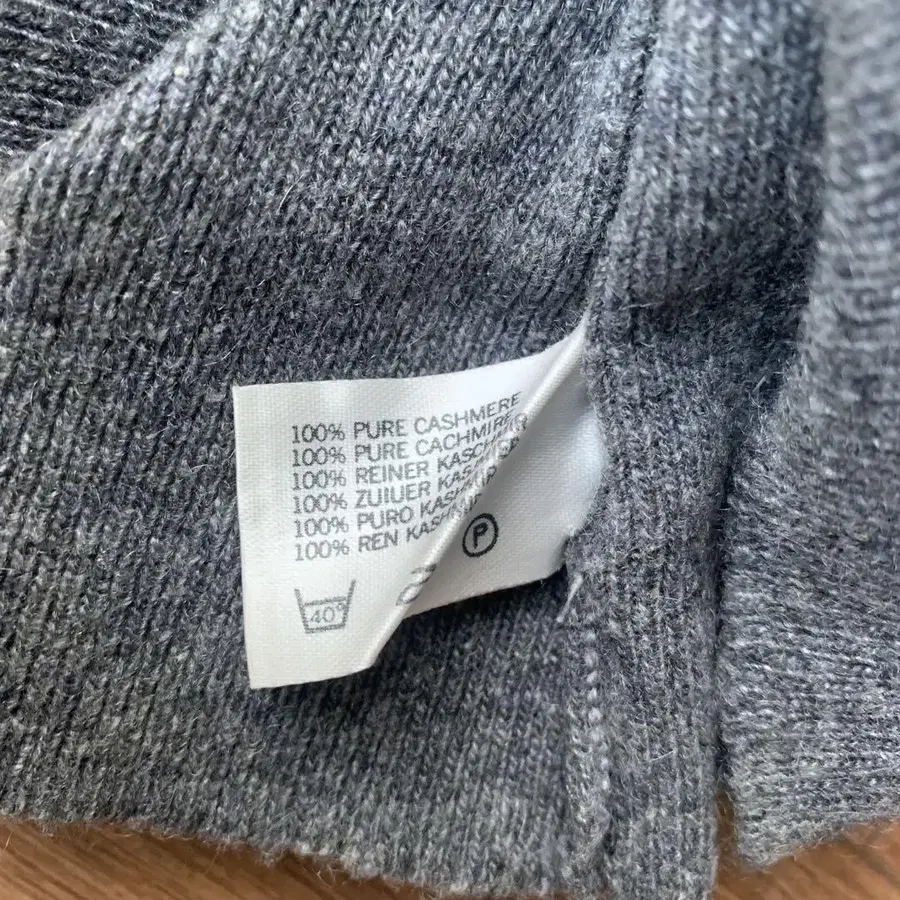 100% PURE CASHMERE
100% PURE CACHMIRE
100% REINER
100% ZUIUER
100% PURO
100% REN
P
40°